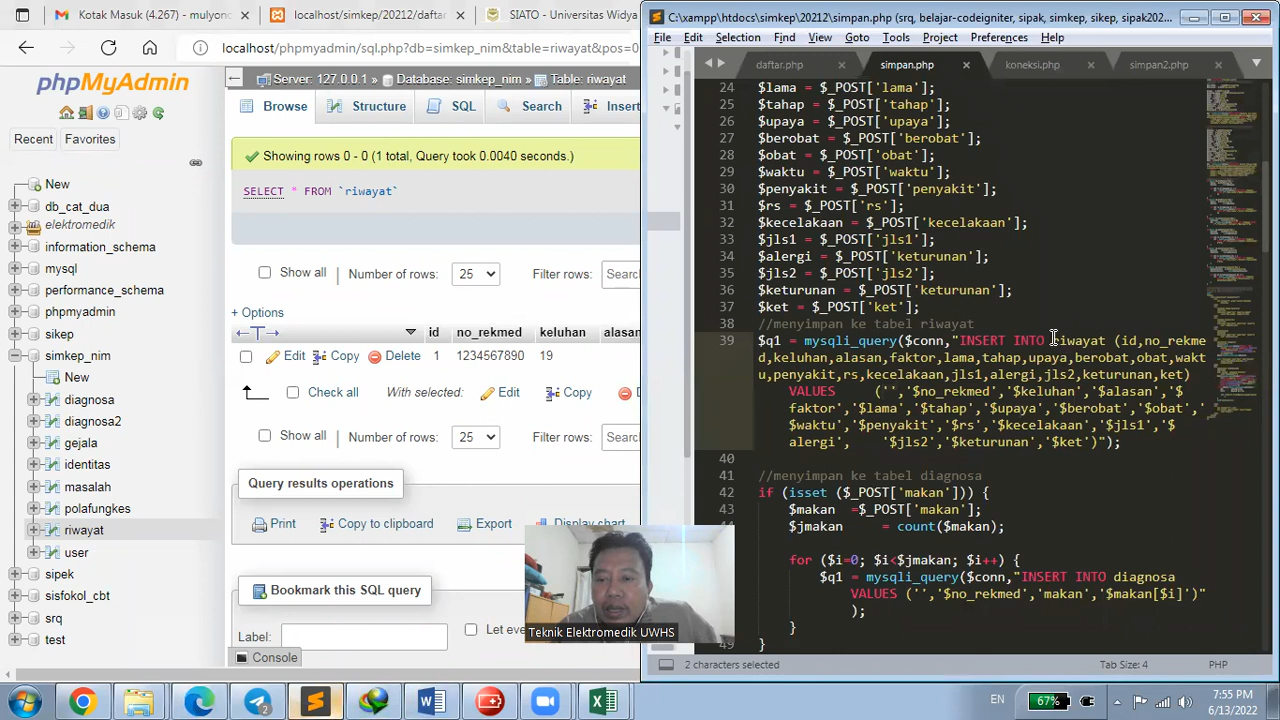 Kotak Masuk (4.267) - mulyon
localhost/simkep/20212/daftar
SIATO - Universitas Widya
localhost/phpmyadmin/sql.php?db=simkep_nim&table=riwayat&pos=0
phpMyAdmin
Recent
Favorites
New
db_cat_dua
elektromedik
information_schema
mysql
performance_schema
phpmyadmin
sikep
simkep_nim
New
diagnosa
diagnosa2
gejala
identitas
masalah
polafungkes
riwayat
user
sipek
sisfokol_cbt
srq
test
Server: 127.0.0.1 » Database: simkep_nim » Table: riwayat
Browse
Structure
SQL
Search
Insert
Showing rows 0 - 0 (1 total, Query took 0.0040 seconds.)
SELECT * FROM `riwayat`
Show all
Number of rows:
25
Filter rows:
Sear
+ Options
id
no_rekmed
keluhan
alasan
Edit
Copy
Delete
1
1234567898
Check all
With selected:
Edit
Copy
Show all
Number of rows:
25
Filter rows:
Sear
Query results operations
Print
Copy to clipboard
Export
Display chart
Bookmark this SQL query
Label:
Let eve
Console
Teknik Elektromedik UWHS
C:\xampp\htdocs\simkep\20212\simpan.php (srq, belajar-codeigniter, sipak, simkep, sikep, sipak202...
File Edit Selection Find View Goto Tools Project Preferences Help
daftar.php
simpan.php
koneksi.php
simpan2.php
24 $lama = $_POST['lama'];
25 $tahap = $_POST['tahap'];
26 $upaya = $_POST['upaya'];
27 $berobat = $_POST['berobat'];
28 $obat = $_POST['obat'];
29 $waktu = $_POST['waktu'];
30 $penyakit = $_POST['penyakit'];
31 $rs = $_POST['rs'];
32 $kecelakaan = $_POST['kecelakaan'];
33 $jls1 = $_POST['jls1'];
34 $alergi = $_POST['keturunan'];
35 $jls2 = $_POST['jls2'];
36 $keturunan = $_POST['keturunan'];
37 $ket = $_POST['ket'];
38 //menyimpan ke tabel riwayat
39 $q1 = mysqli_query($conn,"INSERT INTO riwayat (id,no_rekme
d,keluhan,alasan,faktor,lama,tahap,upaya,berobat,obat,wakt
u,penyakit,rs,kecelakaan,jls1,alergi,jls2,keturunan,ket)
VALUES ('','$no_rekmed','$keluhan','$alasan','$
faktor','$lama','$tahap','$upaya','$berobat','$obat','
$waktu','$penyakit','$rs','$kecelakaan','$jls1','$
alergi', '$jls2','$keturunan','$ket')");
40
41 //menyimpan ke tabel diagnosa
42 if (isset ($_POST['makan'])) {
43 $makan =$_POST['makan'];
44 $jmakan = count($makan);
for ($i=0; $i<$jmakan; $i++) {
$q1 = mysqli_query($conn,"INSERT INTO diagnosa
VALUES ('','$no_rekmed','makan','$makan[$i]')"
);
}
49 }
2 characters selected
Tab Size: 4
PHP
EN
67%
7:55 PM
6/13/2022